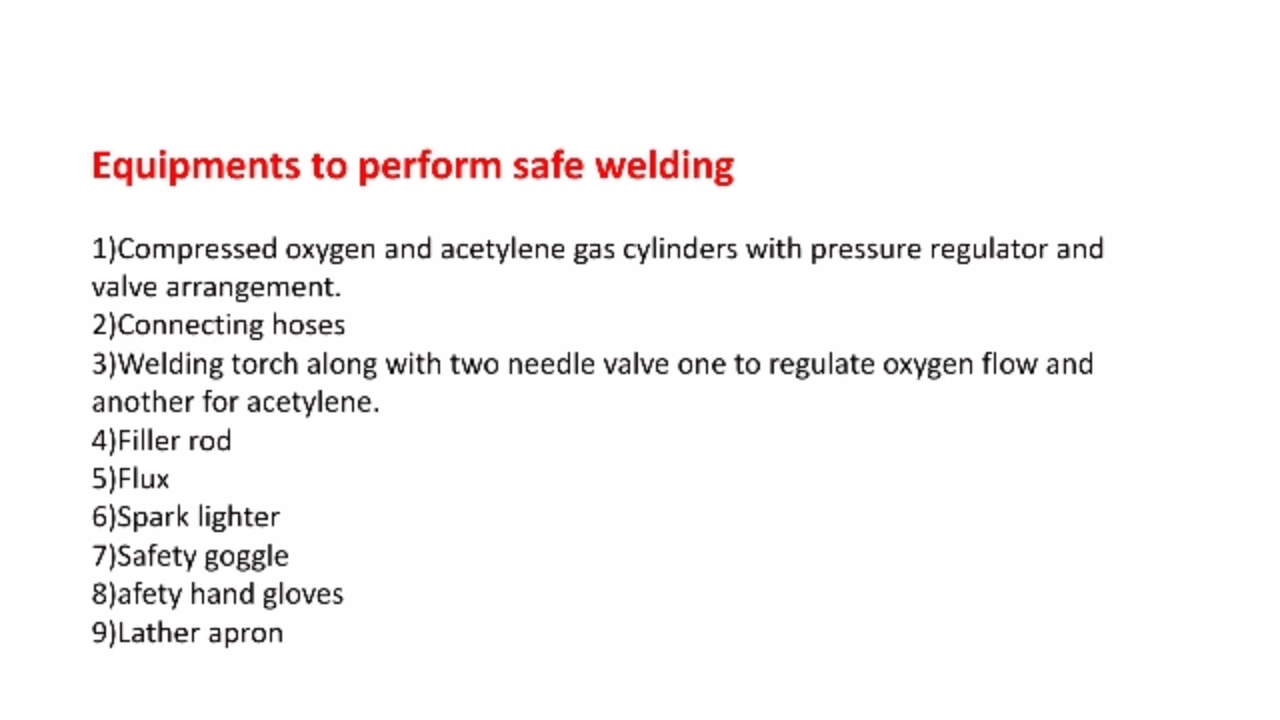 Equipments to perform safe welding
1)Compressed oxygen and acetylene gas cylinders with pressure regulator and
valve arrangement.
2)Connecting hoses
3)Welding torch along with two needle valve one to regulate oxygen flow and
another for acetylene.
4)Filler rod
5)Flux
6)Spark lighter
7)Safety goggle
8)afety hand gloves
9)Lather apron